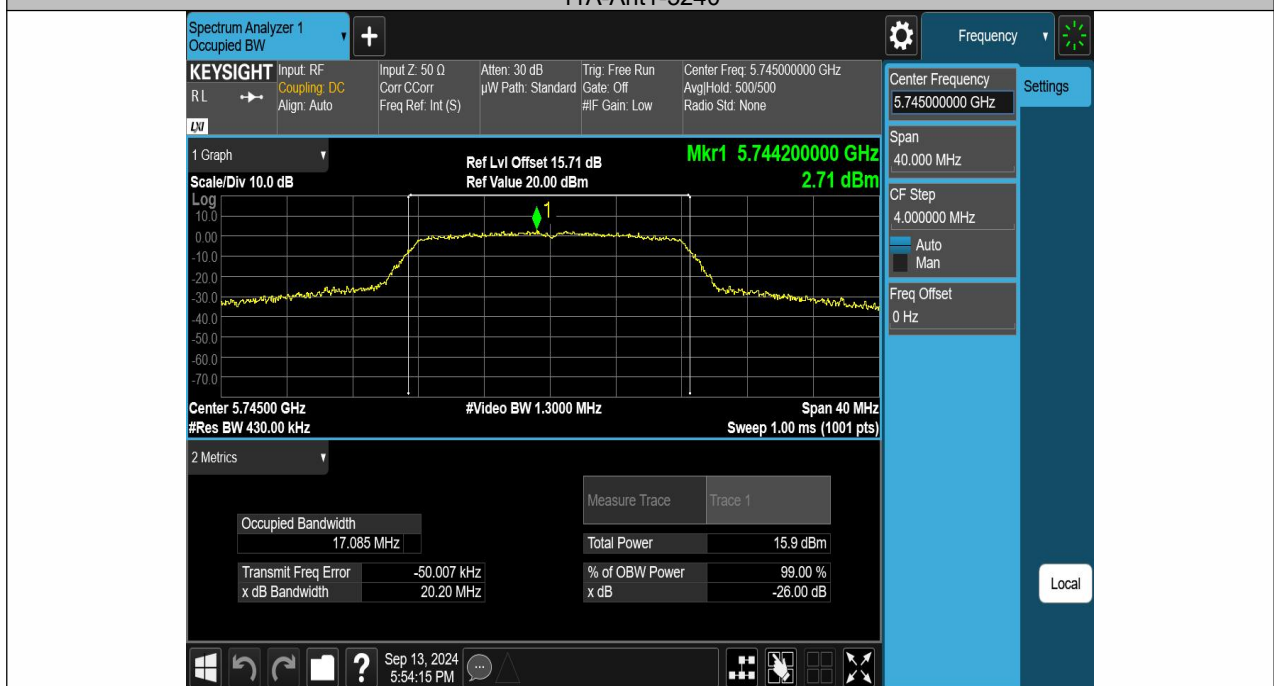 11A-Ant1-5240
Spectrum Analyzer 1
Occupied BW
+
Frequency
KEYSIGHT
RL
LXI
Input: RF
Coupling: DC
Align: Auto
Input Z: 50 Ω
Corr CCorr
Freq Ref: Int (S)
Atten: 30 dB
µW Path: Standard
Trig: Free Run
Gate: Off
#IF Gain: Low
Center Freq: 5.745000000 GHz
Avg|Hold: 500/500
Radio Std: None
Center Frequency
5.745000000 GHz
Settings
Span
40.000 MHz
CF Step
4.000000 MHz
Auto
Man
Freq Offset
0 Hz
Local
1 Graph
Scale/Div 10.0 dB
Ref Lvl Offset 15.71 dB
Ref Value 20.00 dBm
Mkr1 5.744200000 GHz
2.71 dBm
Log
10.0
0.00
-10.0
-20.0
-30.0
-40.0
-50.0
-60.0
-70.0
1
Center 5.74500 GHz
#Res BW 430.00 kHz
#Video BW 1.3000 MHz
Span 40 MHz
Sweep 1.00 ms (1001 pts)
2 Metrics
Measure Trace Trace 1
Occupied Bandwidth
17.085 MHz
Total Power 15.9 dBm
Transmit Freq Error -50.007 kHz
% of OBW Power 99.00 %
x dB Bandwidth 20.20 MHz
x dB -26.00 dB
?
Sep 13, 2024
5:54:15 PM